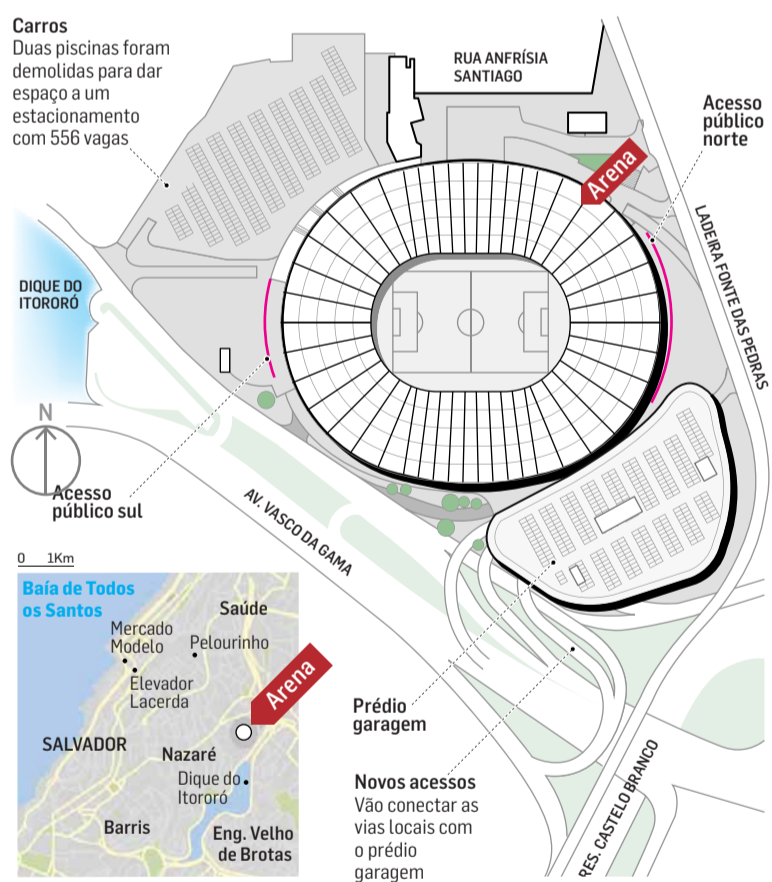 Carros
Duas piscinas foram
demolidas para dar
espaço a um
estacionamento
com 556 vagas
RUA ANFRÍSIA
SANTIAGO
Acesso
público
norte
Arena
LADEIRA FONTE DAS PEDRAS
DIQUE DO
ITORORÓ
N
Acesso
público sul
AV. VASCO DA GAMA
0 1Km
Baía de Todos
os Santos
Saúde
Mercado
Modelo
Pelourinho
Elevador
Lacerda
Arena
SALVADOR
Nazaré
Dique do
Itororó
Barris
Eng. Velho
de Brotas
Prédio
garagem
Novos acessos
Vão conectar as
vias locais com
o prédio
garagem
RES. CASTELO BRANCO